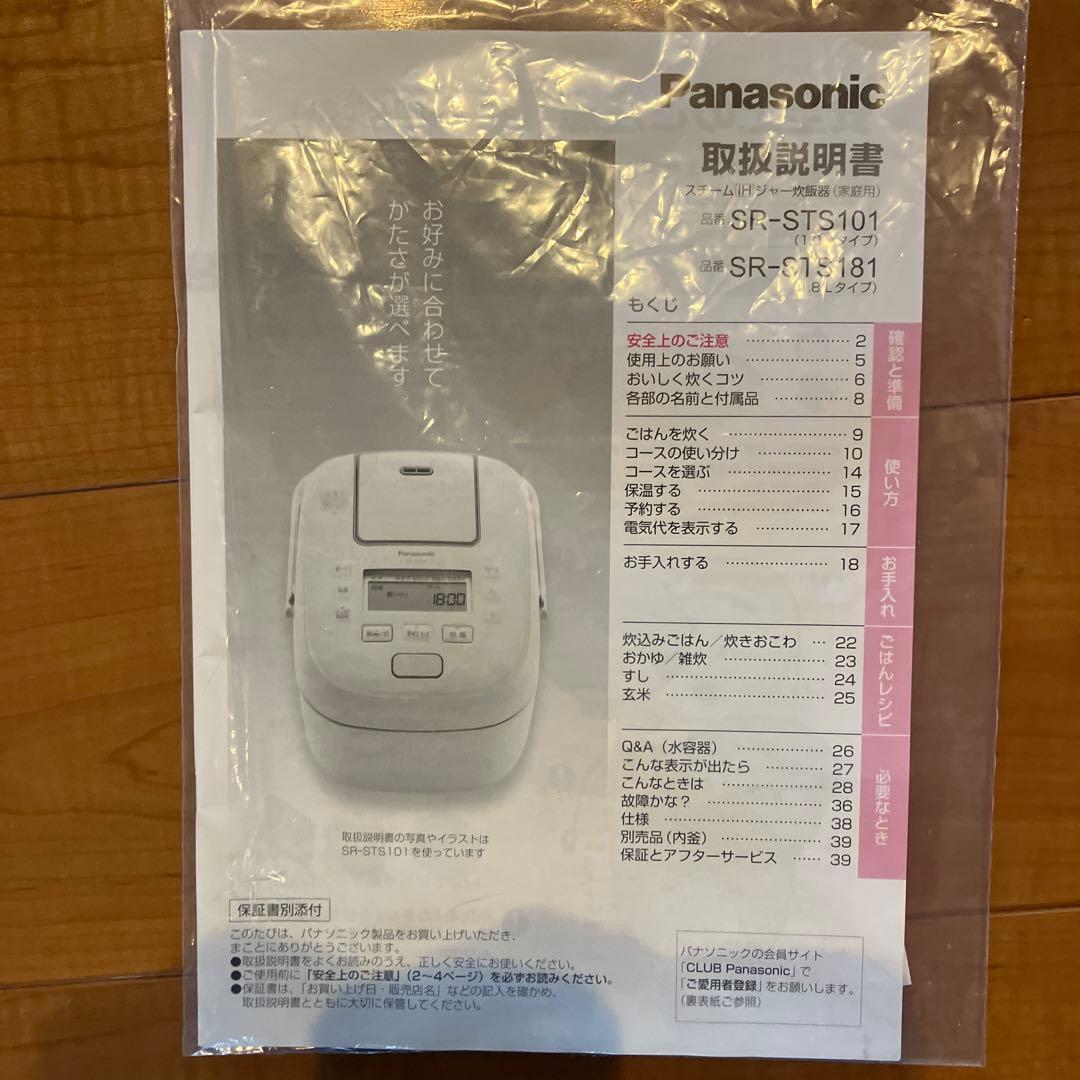 Panasonic
取扱説明書
スチームIHジャー炊飯器(家庭用)
品番 SR-STS101
タイプ)
品番 SR-STS181
.8Lタイプ)
お好みに合わせて
かたさが選べます
もくじ
確認と準備
安全上のご注意 …………………… 2
使用上のお願い …………………… 5
おいしく炊くコツ ………………… 6
各部の名前と付属品 ……………… 8
使い方
ごはんを炊く ……………………… 9
コースの使い分け ………………… 10
コースを選ぶ ……………………… 14
保温する …………………………… 15
予約する …………………………… 16
電気代を表示する ………………… 17
お手入れ
お手入れする ……………………… 18
ごはんレシピ
炊込みごはん/炊きおこわ … 22
おかゆ/雑炊 ……………………… 23
すし ………………………………… 24
玄米 ………………………………… 25
必要なとき
Q&A(水容器) …………………… 26
こんな表示が出たら ……………… 27
こんなときは ……………………… 28
故障かな? ………………………… 36
仕様 ………………………………… 38
別売品(内釜) …………………… 39
保証とアフターサービス …… 39
Panasonic
18:00
取扱説明書の写真やイラストは
SR-STS101を使っています
保証書別添付
このたびは、パナソニック製品をお買い上げいただき、
まことにありがとうございます。
●取扱説明書をよくお読みのうえ、正しく安全にお使いください。
●ご使用前に「安全上のご注意」(2〜4ページ)を必ずお読みください。
●保証書は、「お買い上げ日・販売店名」などの記入を確かめ、
取扱説明書とともに大切に保管してください。
パナソニックの会員サイト
「CLUB Panasonic」で
「ご愛用者登録」をお願いします。
(裏表紙ご参照)